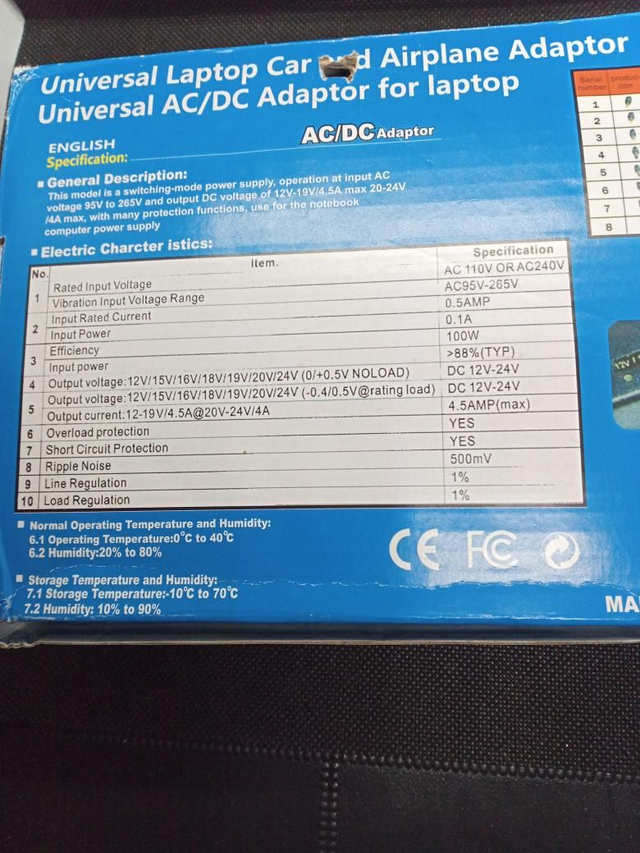 Universal Laptop Car d Airplane Adaptor
Universal AC/DC Adaptor for laptop
ENGLISH
AC/DC Adaptor
Specification:
General Description:
This model is a switching-mode power supply, operation at input AC
voltage 95V to 265V and output DC voltage of 12V-19V/4.5A max 20-24V
/4A max, with many protection functions, use for the notebook
computer power supply
Electric Charcter istics:
No. Item. Specification
1 Rated Input Voltage AC 110V OR AC240V
Vibration Input Voltage Range AC95V-265V
2 Input Rated Current 0.5AMP
Input Power 0.1A
3 Efficiency 100W
Input power >88%(TYP)
4 Output voltage:12V/15V/16V/18V/19V/20V/24V (0/+0.5V NOLOAD) DC 12V-24V
5 Output voltage:12V/15V/16V/18V/19V/20V/24V (-0.4/0.5V@rating load) DC 12V-24V
Output current:12-19V/4.5A@20V-24V/4A 4.5AMP(max)
6 Overload protection YES
7 Short Circuit Protection YES
8 Ripple Noise 500mV
9 Line Regulation 1%
10 Load Regulation 1%
Normal Operating Temperature and Humidity:
6.1 Operating Temperature:0°C to 40°C
6.2 Humidity:20% to 80%
Storage Temperature and Humidity:
7.1 Storage Temperature:-10°C to 70°C
7.2 Humidity: 10% to 90%
CE FC
Serial
number
1
2
3
4
5
6
7
8
12V
MA